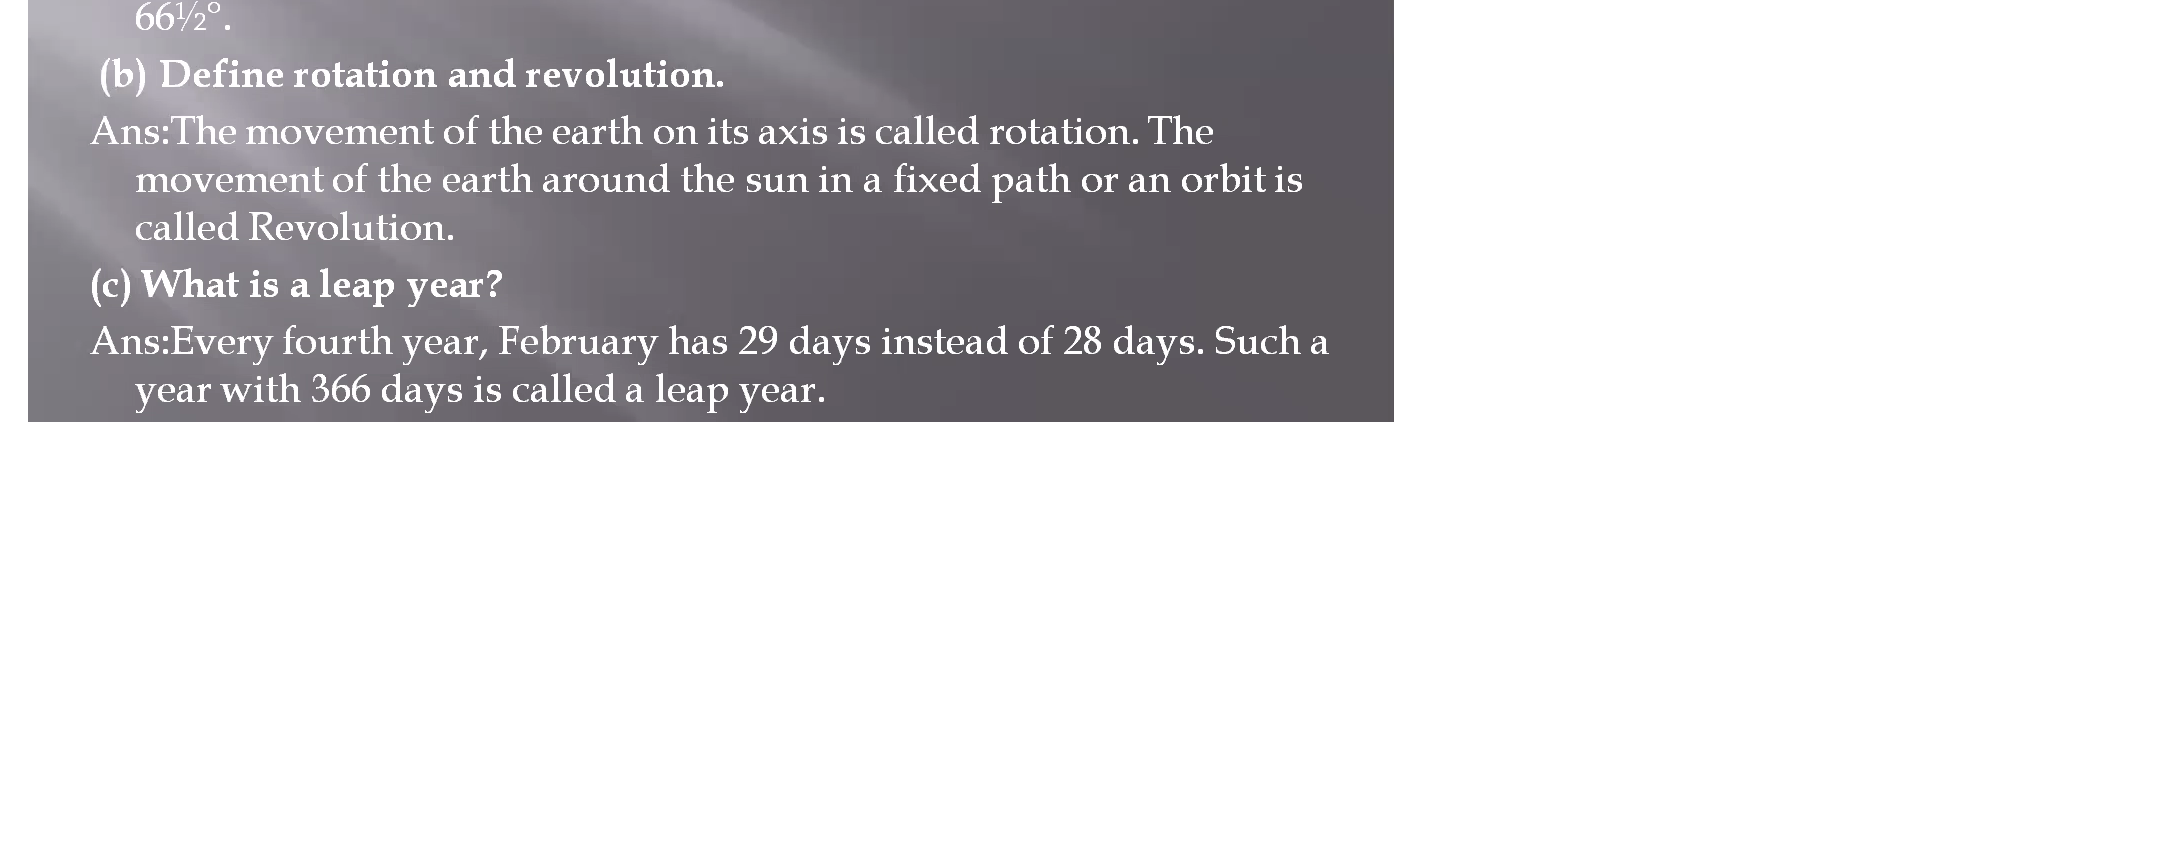 66½°.
(b) Define rotation and revolution.
Ans:The movement of the earth on its axis is called rotation. The
movement of the earth around the sun in a fixed path or an orbit is
called Revolution.
(c) What is a leap year?
Ans:Every fourth year, February has 29 days instead of 28 days. Such a
year with 366 days is called a leap year.